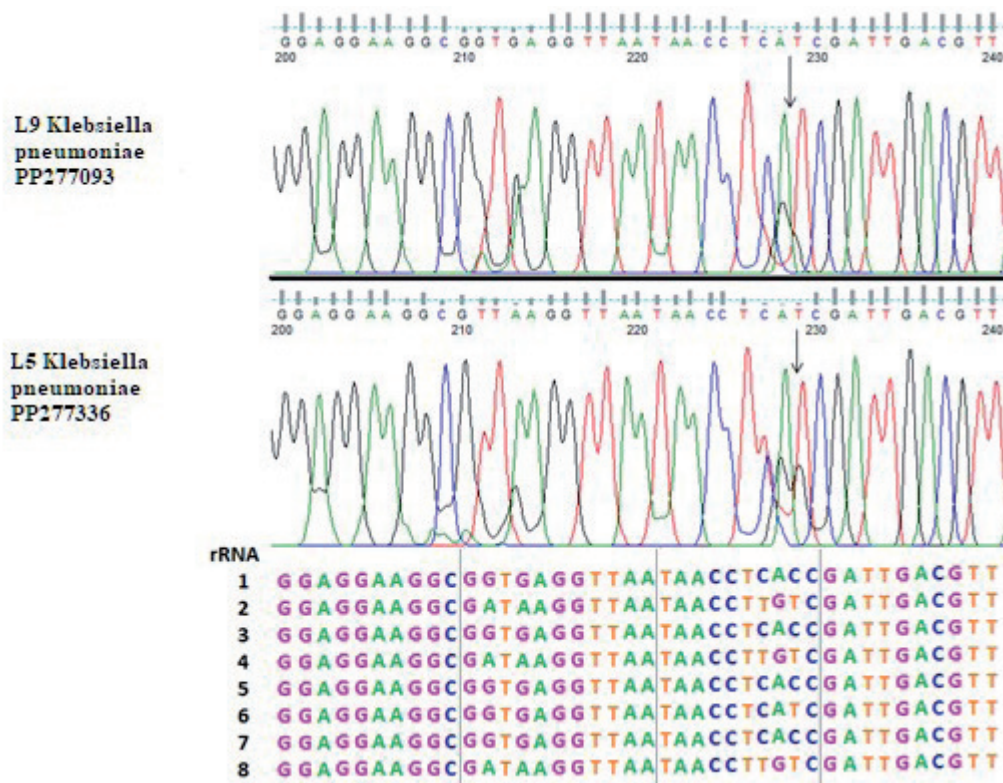 GGAGGAAGGCGGTGAGGTTAATAACCTCATCGATTGACGTT
200 210 220 230 240
L9 Klebsiella
pneumoniae
PP277093
GGAGGAAGGCGTTAAGGTTAATAACCTCATCGATTGACGTT
200 210 220 230 240
L5 Klebsiella
pneumoniae
PP277336
rRNA
1 GGAGGAAGGCGGTGAGGTTAATAACCTCACCGATTGACGTT
2 GGAGGAAGGCGATAAGGTTAATAACCTTGTCGATTGACGTT
3 GGAGGAAGGCGGTGAGGTTAATAACCTCACCGATTGACGTT
4 GGAGGAAGGCGATAAGGTTAATAACCTTGTCGATTGACGTT
5 GGAGGAAGGCGGTGAGGTTAATAACCTCACCGATTGACGTT
6 GGAGGAAGGCGGTGAGGTTAATAACCTCATCGATTGACGTT
7 GGAGGAAGGCGGTGAGGTTAATAACCTCACCGATTGACGTT
8 GGAGGAAGGCGATAAGGTTAATAACCTTGTCGATTGACGTT